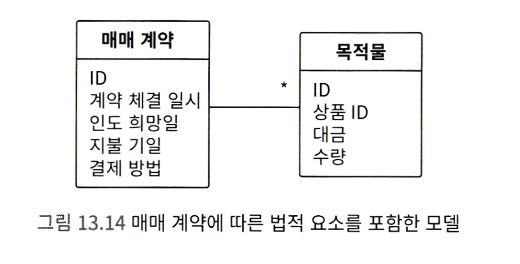 매매 계약
ID
계약 체결 일시
인도 희망일
지불 기일
결제 방법
*
목적물
ID
상품 ID
대금
수량
그림 13.14 매매 계약에 따른 법적 요소를 포함한 모델